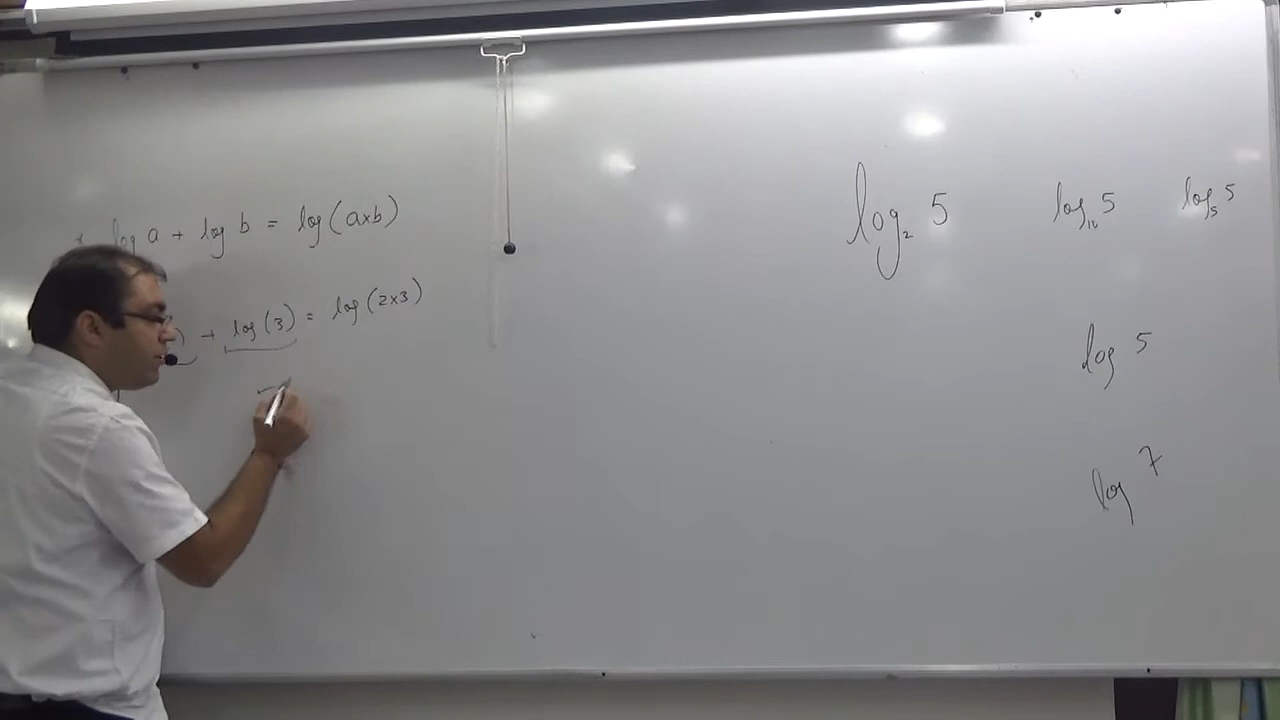 * log a + log b = log(axb)
) + log(3) = log(2x3)
log₂ 5 log₁₀ 5 log₅ 5
log 5
log 7